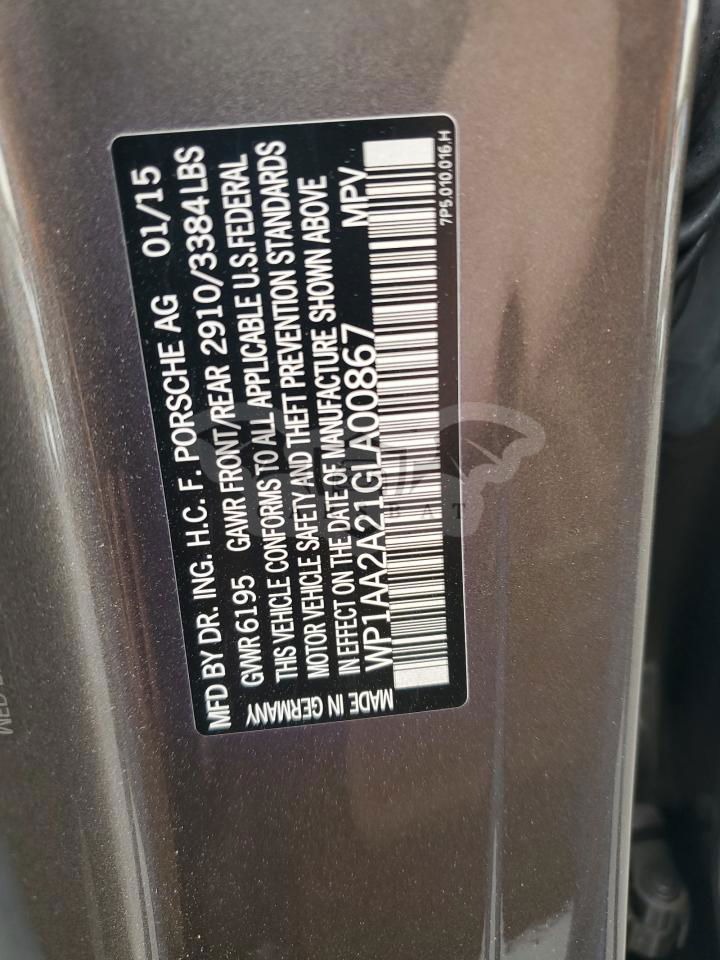 MFD BY DR. ING. H.C. F. PORSCHE AG 01/15
GVWR 6195 GAWR FRONT/REAR 2910/3384 LBS
THIS VEHICLE CONFORMS TO ALL APPLICABLE U.S. FEDERAL
MOTOR VEHICLE SAFETY AND THEFT PREVENTION STANDARDS
IN EFFECT ON THE DATE OF MANUFACTURE SHOWN ABOVE
WP1AA2A21GLA00867 MPV
MADE IN GERMANY
7P5.010.016.H